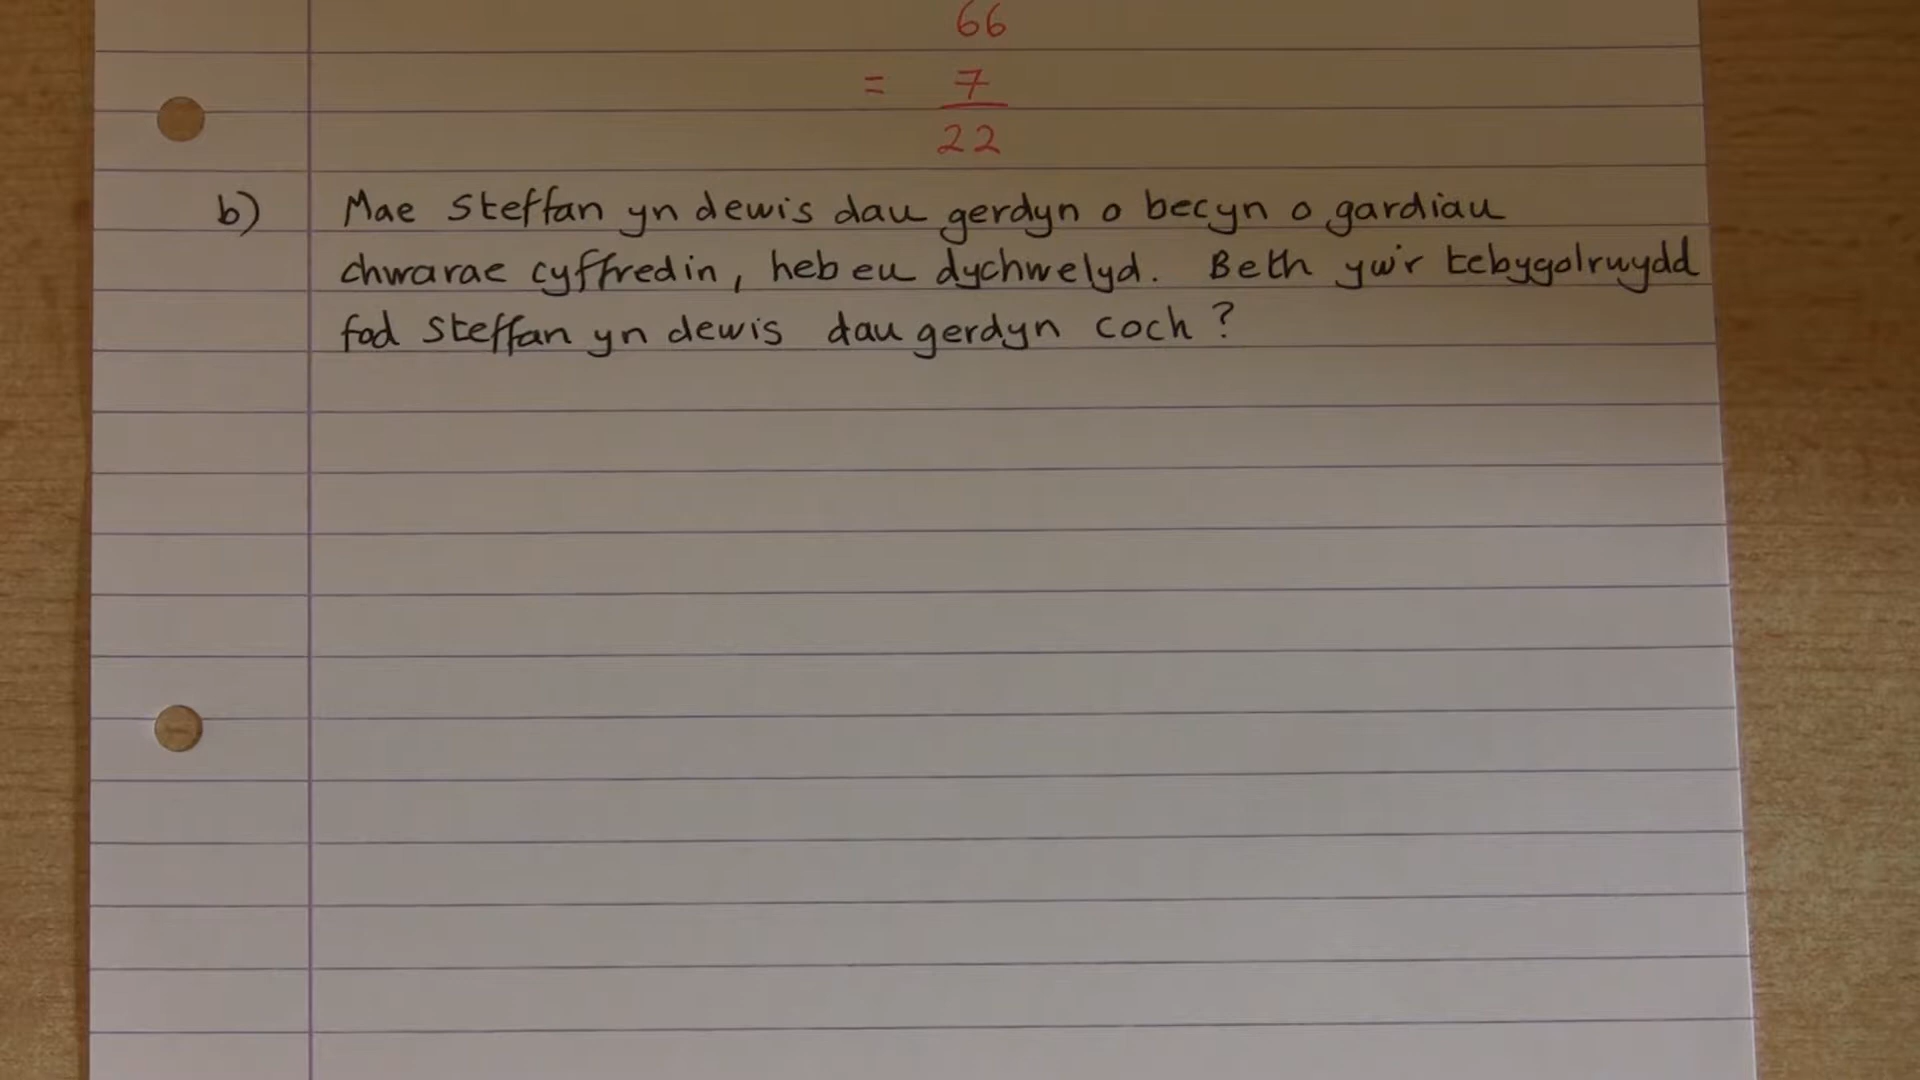 66
= 7
22
b) Mae Steffan yn dewis dau gerdyn o becyn o gardiau
chwarae cyffredin, heb eu dychwelyd. Beth yw'r tebygolrwydd
fod Steffan yn dewis dau gerdyn coch ?